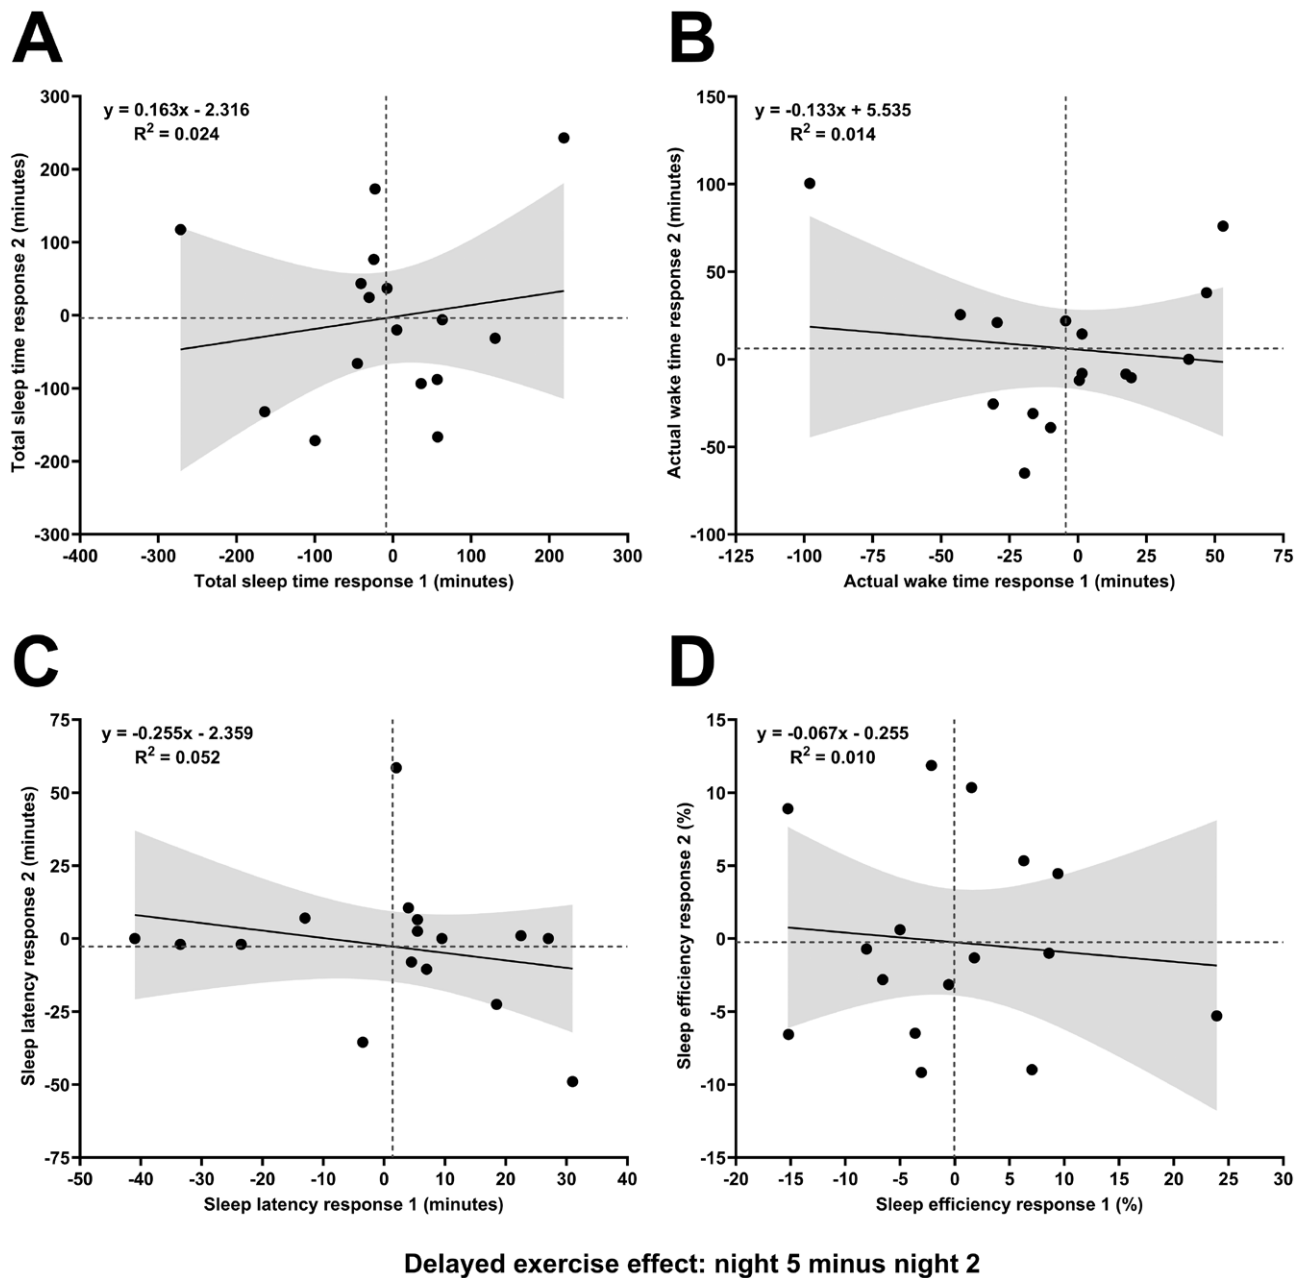 A
y = 0.163x - 2.316
R² = 0.024
300
200
100
0
-100
-200
-300
Total sleep time response 2 (minutes)
-400 -300 -200 -100 0 100 200 300
Total sleep time response 1 (minutes)
B
y = -0.133x + 5.535
R² = 0.014
150
100
50
0
-50
-100
Actual wake time response 2 (minutes)
-125 -100 -75 -50 -25 0 25 50 75
Actual wake time response 1 (minutes)
C
y = -0.255x - 2.359
R² = 0.052
75
50
25
0
-25
-50
-75
Sleep latency response 2 (minutes)
-50 -40 -30 -20 -10 0 10 20 30 40
Sleep latency response 1 (minutes)
D
y = -0.067x - 0.255
R² = 0.010
15
10
5
0
-5
-10
-15
Sleep efficiency response 2 (%)
-20 -15 -10 -5 0 5 10 15 20 25 30
Sleep efficiency response 1 (%)
Delayed exercise effect: night 5 minus night 2